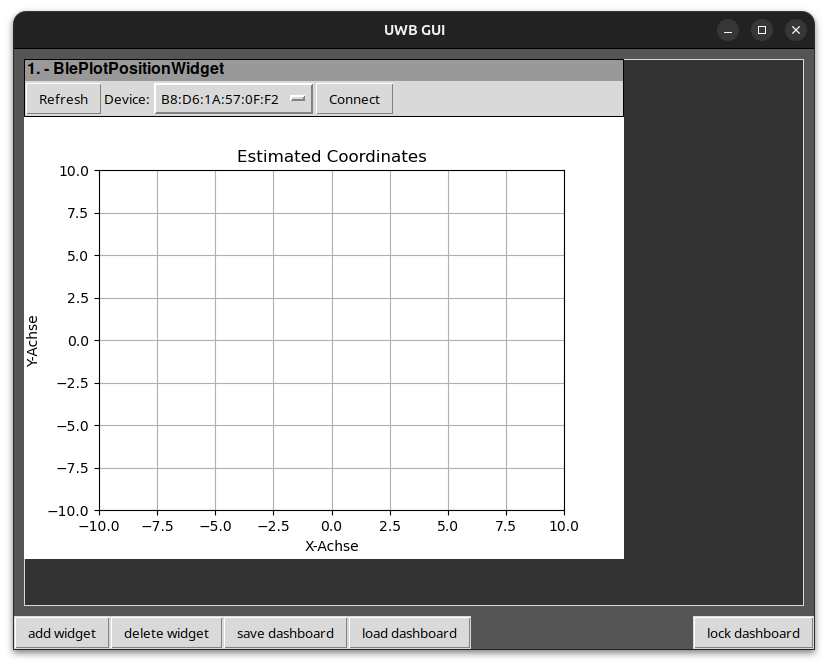 UWB GUI
1. - BlePlotPositionWidget
Refresh Device: B8:D6:1A:57:0F:F2 Connect
Estimated Coordinates
10.0
7.5
5.0
2.5
0.0
−2.5
−5.0
−7.5
−10.0
Y-Achse
−10.0 −7.5 −5.0 −2.5 0.0 2.5 5.0 7.5 10.0
X-Achse
add widget delete widget save dashboard load dashboard lock dashboard